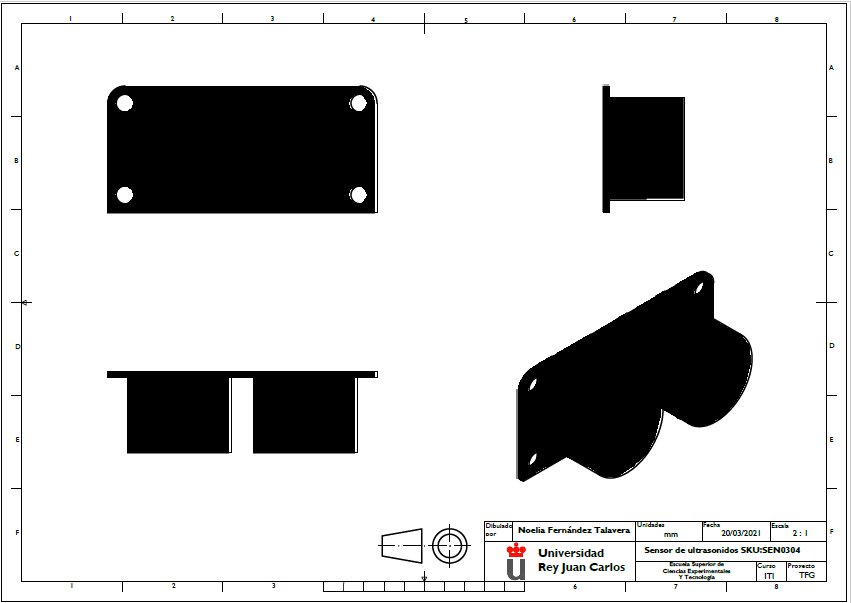 1 2 3 4 5 6 7 8
A A
B B
C C
D D
E E
F F
Dibujado por
Noelia Fernández Talavera
Unidades
mm
Fecha
20/03/2021
Escala
2 : 1
Universidad
Rey Juan Carlos
Sensor de ultrasonidos SKU:SEN0304
Escuela Superior de
Ciencias Experimentales
Y Tecnología
Curso
ITI
Proyecto
TFG
1 2 3 6 7 8